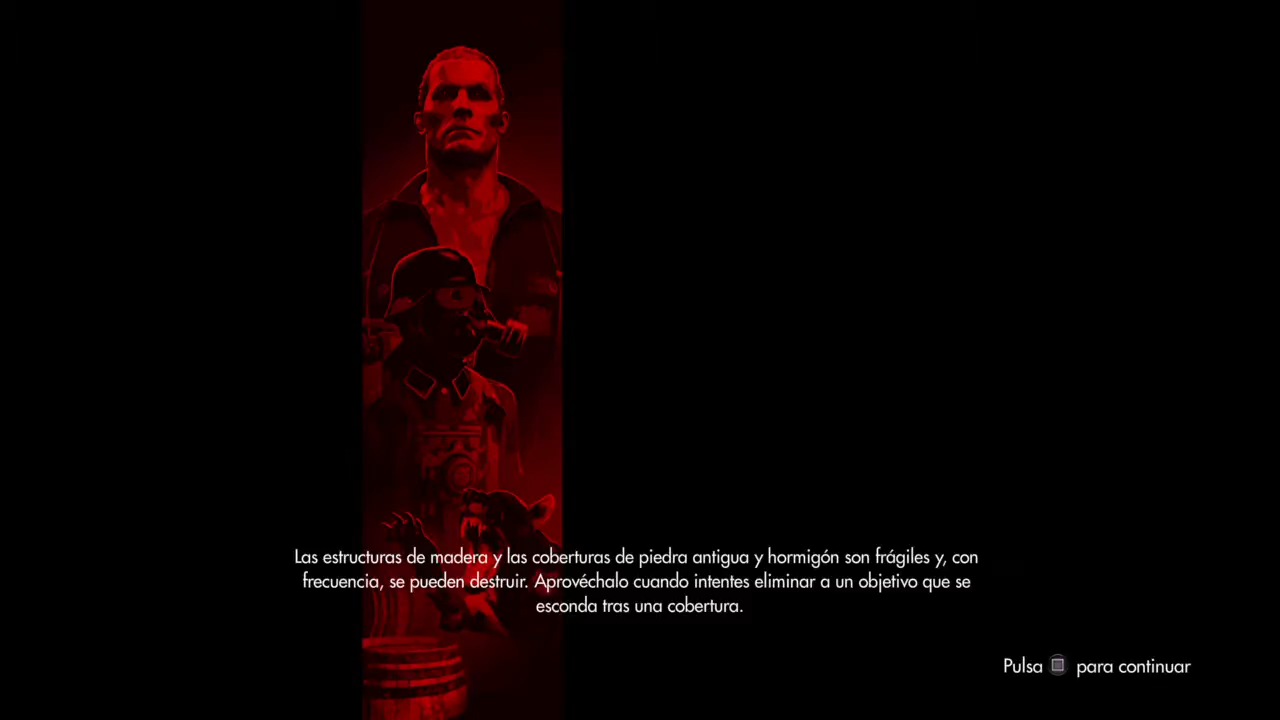 Las estructuras de madera y las coberturas de piedra antigua y hormigón son frágiles y, con
frecuencia, se pueden destruir. Aprovéchalo cuando intentes eliminar a un objetivo que se
esconda tras una cobertura.
Pulsa para continuar